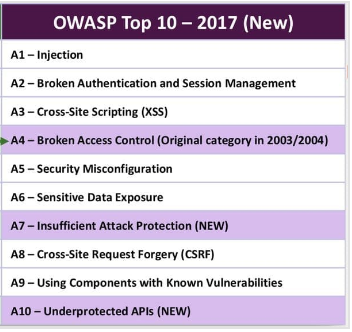 OWASP Top 10 – 2017 (New)
A1 – Injection
A2 – Broken Authentication and Session Management
A3 – Cross-Site Scripting (XSS)
A4 – Broken Access Control (Original category in 2003/2004)
A5 – Security Misconfiguration
A6 – Sensitive Data Exposure
A7 – Insufficient Attack Protection (NEW)
A8 – Cross-Site Request Forgery (CSRF)
A9 – Using Components with Known Vulnerabilities
A10 – Underprotected APIs (NEW)